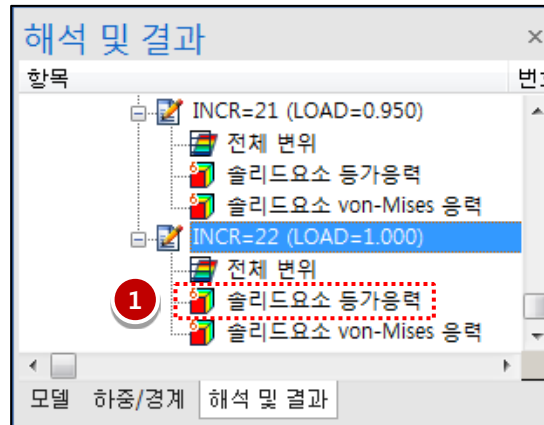 해석 및 결과
항목
INCR=21 (LOAD=0.950)
전체 변위
솔리드요소 등가응력
솔리드요소 von-Mises 응력
INCR=22 (LOAD=1.000)
전체 변위
1 솔리드요소 등가응력
솔리드요소 von-Mises 응력
모델 하중/경계 해석 및 결과